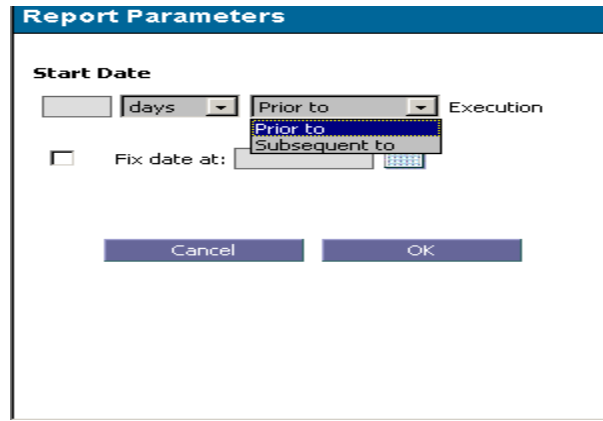 Report Parameters
Start Date
days Prior to Execution
Prior to
Subsequent to
Fix date at:
Cancel OK